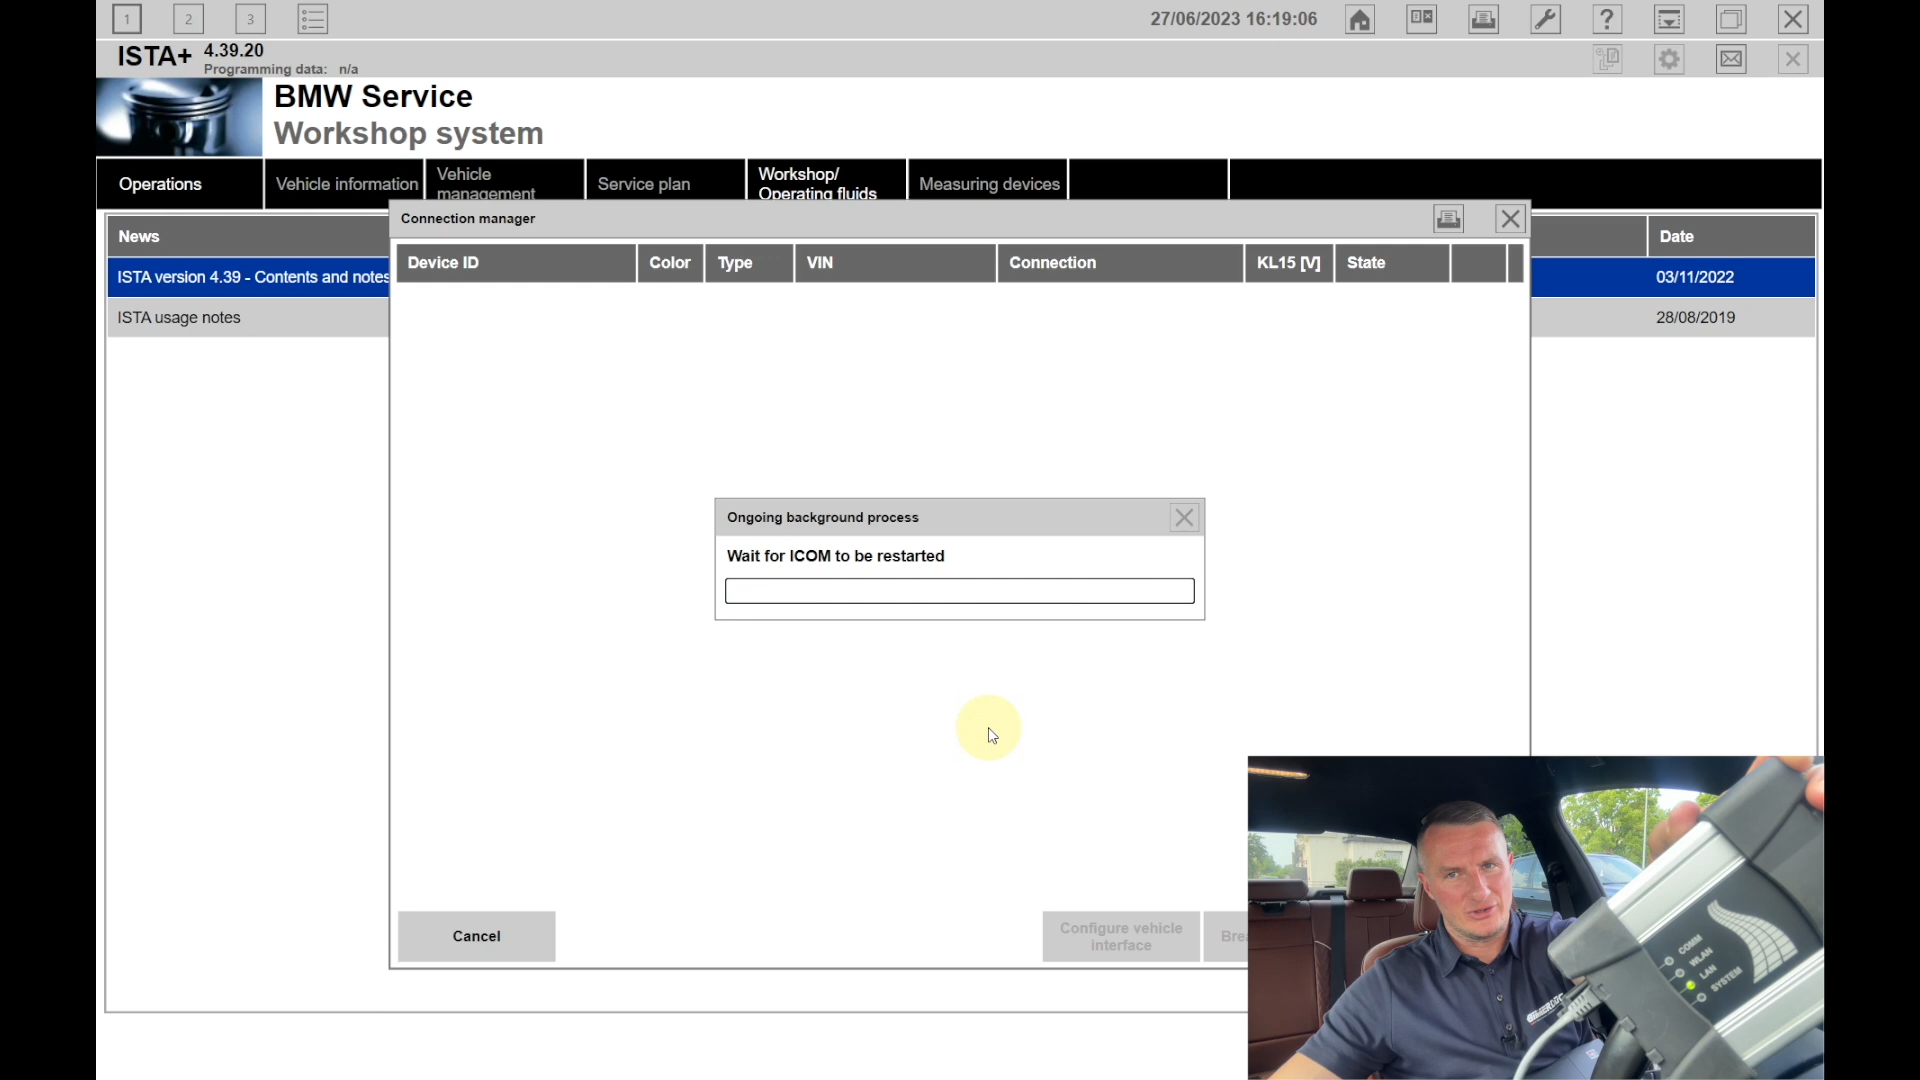 1
2
3
27/06/2023 16:19:06
?
ISTA+
4.39.20
Programming data: n/a
BMW Service
Workshop system
Operations
Vehicle information
Vehicle
management
Service plan
Workshop/
Operating fluids
Measuring devices
Connection manager
News
Date
Device ID
Color
Type
VIN
Connection
KL15 [V]
State
ISTA version 4.39 - Contents and notes
03/11/2022
ISTA usage notes
28/08/2019
Ongoing background process
Wait for ICOM to be restarted
Cancel
Configure vehicle
interface
COMM
WLAN
LAN
SYSTEM